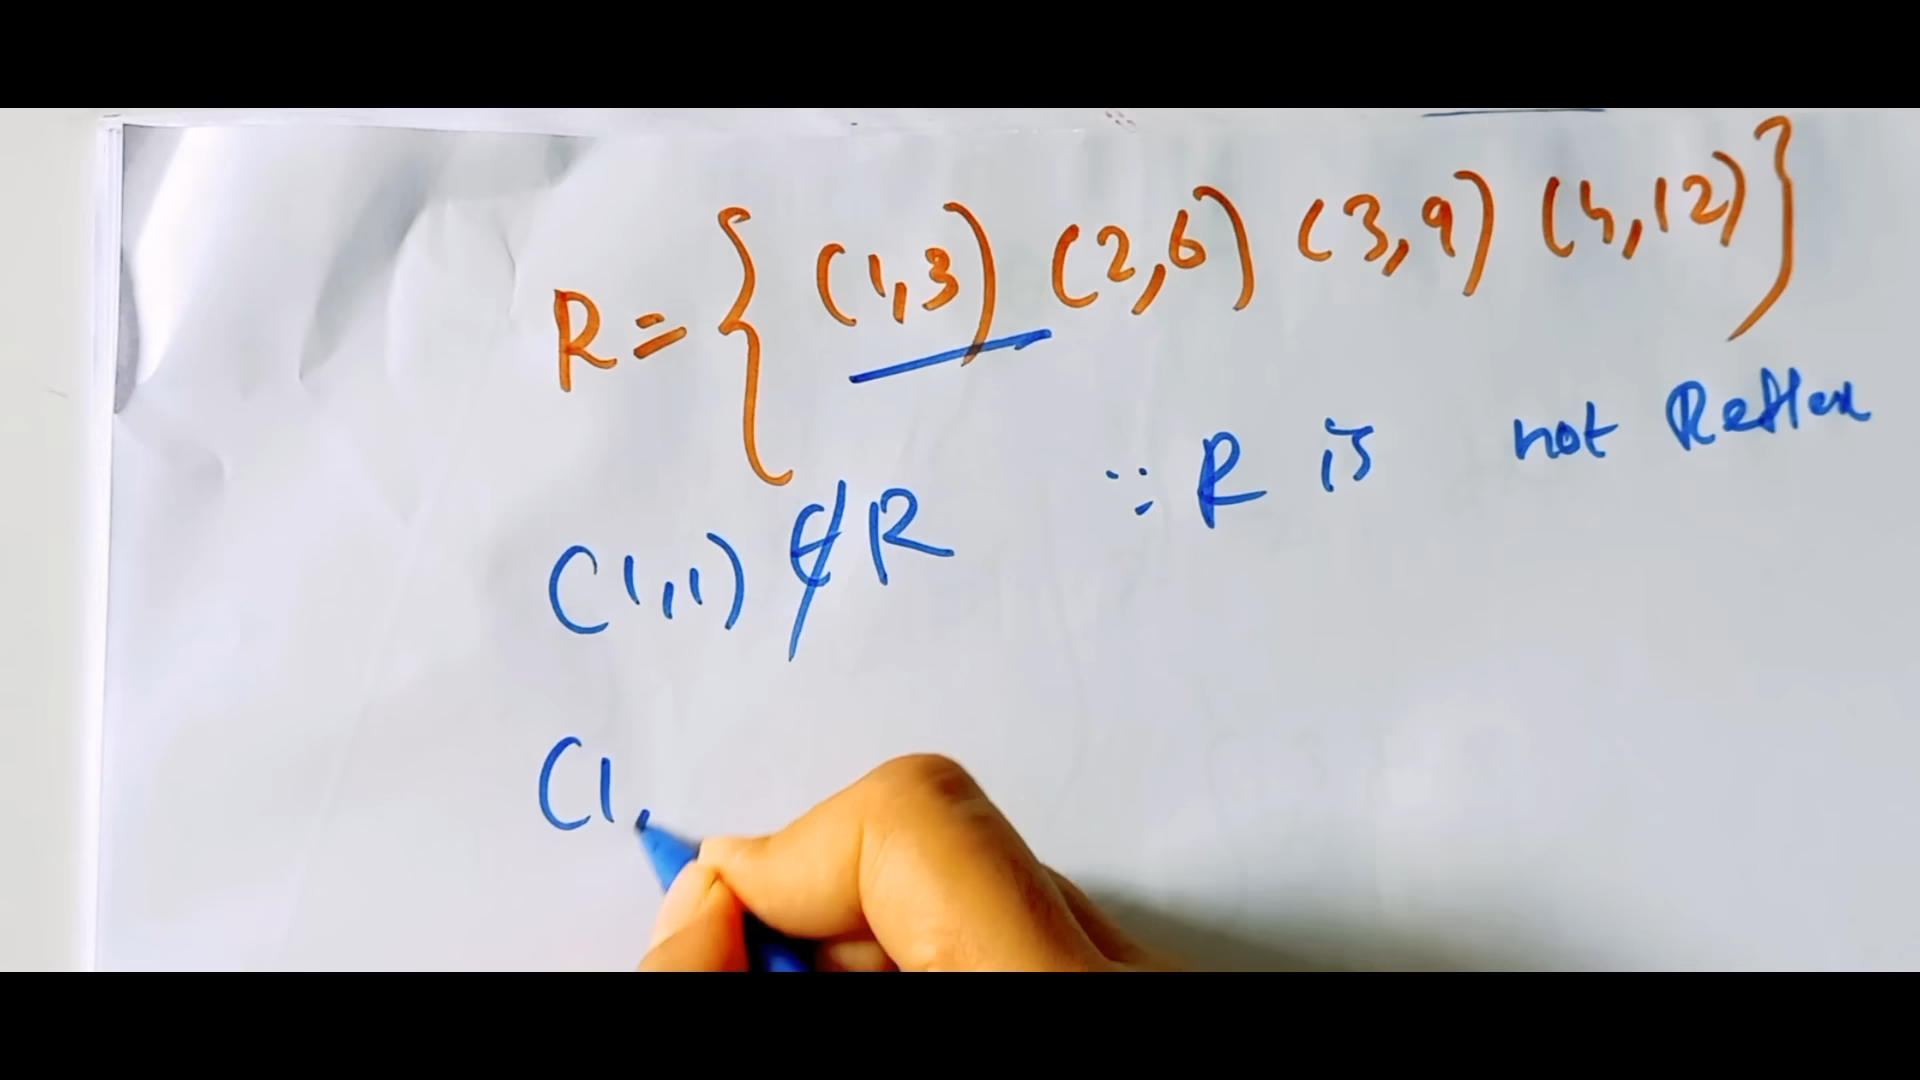 R = { (1,3) (2,6) (3,9) (4,12) }
(1,1) ∉ R ∵ R is not Reflex
(1,